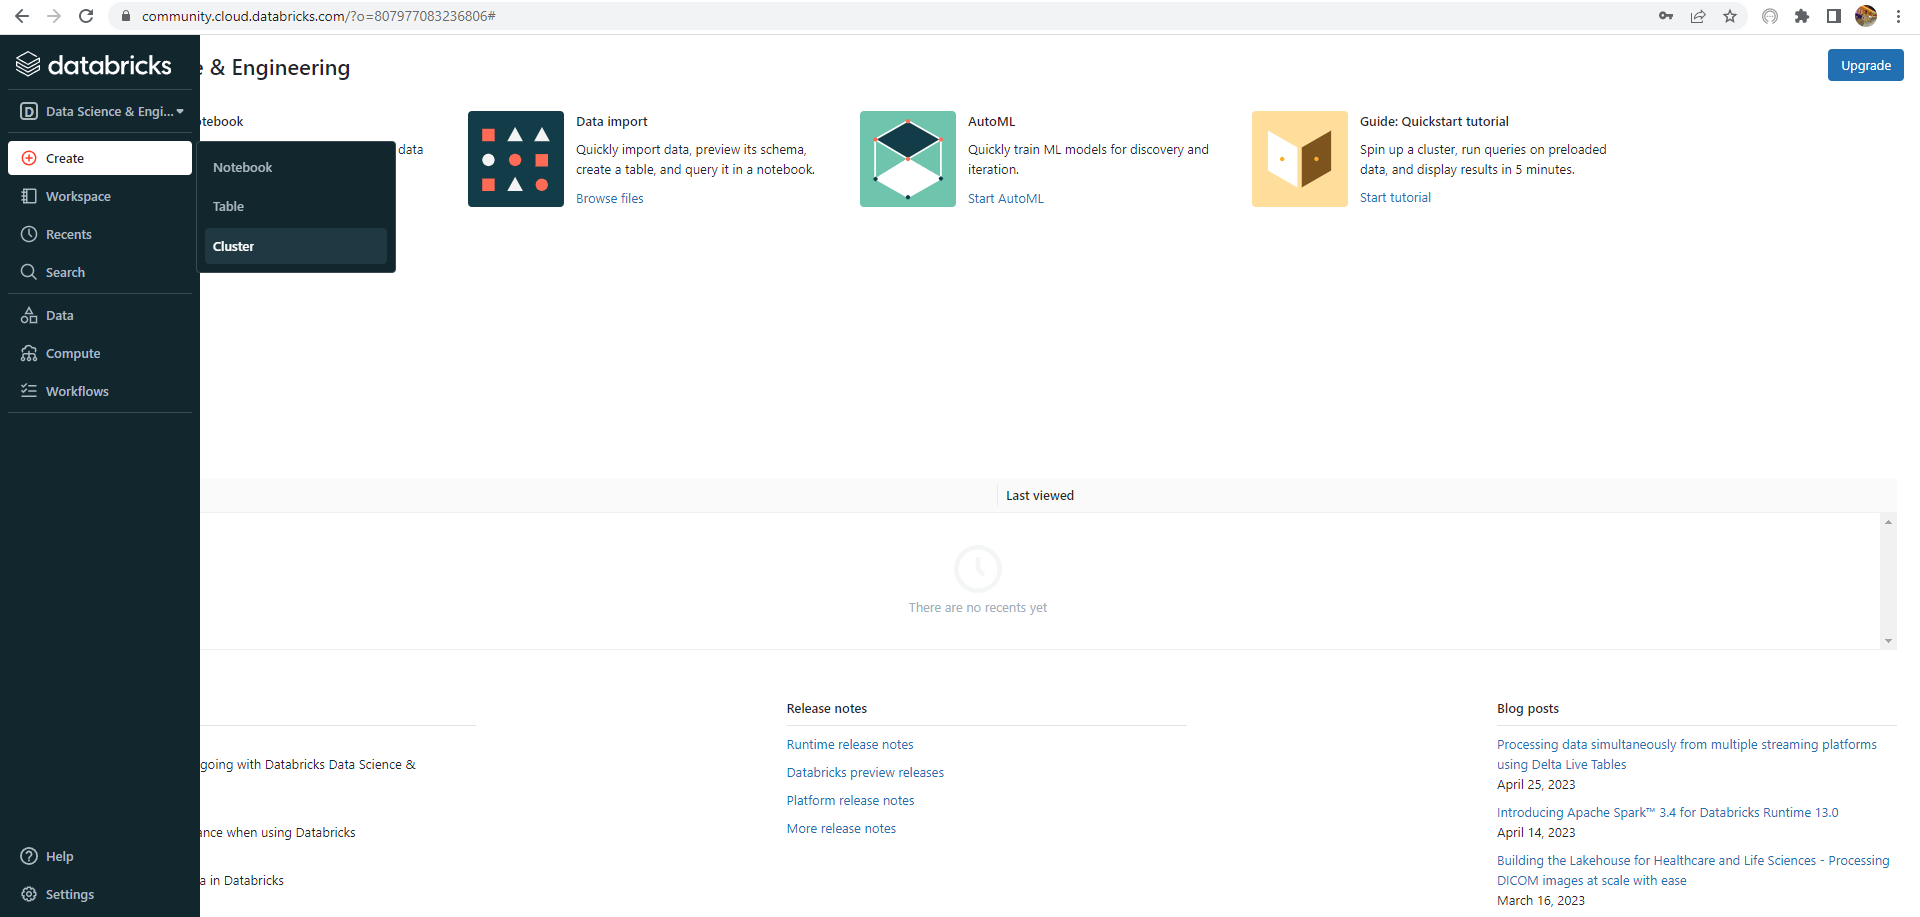 community.cloud.databricks.com/?o=807977083236806#
databricks
& Engineering
Upgrade
Data Science & Engi...
Create
Workspace
Recents
Search
Data
Compute
Workflows
Help
Settings
Notebook
Table
Cluster
otebook
data
Data import
Quickly import data, preview its schema,
create a table, and query it in a notebook.
Browse files
AutoML
Quickly train ML models for discovery and
iteration.
Start AutoML
Guide: Quickstart tutorial
Spin up a cluster, run queries on preloaded
data, and display results in 5 minutes.
Start tutorial
Last viewed
There are no recents yet
going with Databricks Data Science &
ance when using Databricks
a in Databricks
Release notes
Runtime release notes
Databricks preview releases
Platform release notes
More release notes
Blog posts
Processing data simultaneously from multiple streaming platforms
using Delta Live Tables
April 25, 2023
Introducing Apache Spark™ 3.4 for Databricks Runtime 13.0
April 14, 2023
Building the Lakehouse for Healthcare and Life Sciences - Processing
DICOM images at scale with ease
March 16, 2023